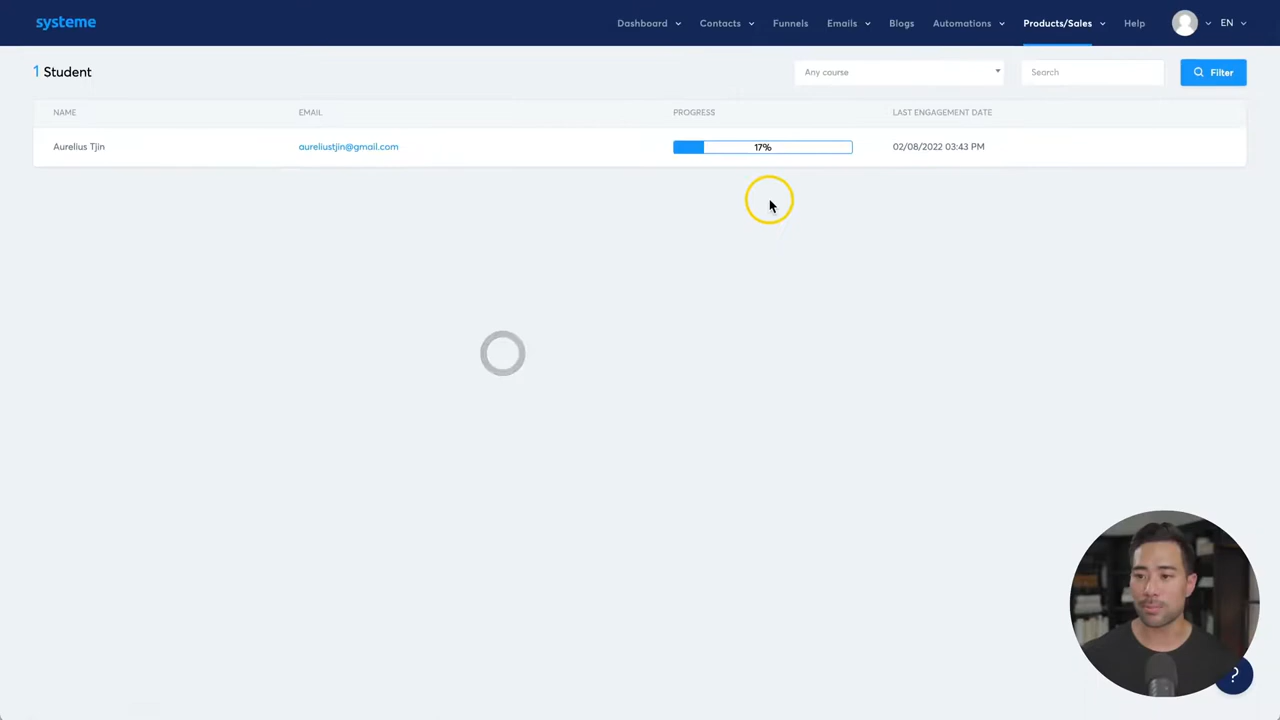 systeme
Dashboard Contacts Funnels Emails Blogs Automations Products/Sales Help EN
1 Student
Any course
Search
Filter
NAME EMAIL PROGRESS LAST ENGAGEMENT DATE
Aurelius Tjin aureliustjin@gmail.com 17% 02/08/2022 03:43 PM
?